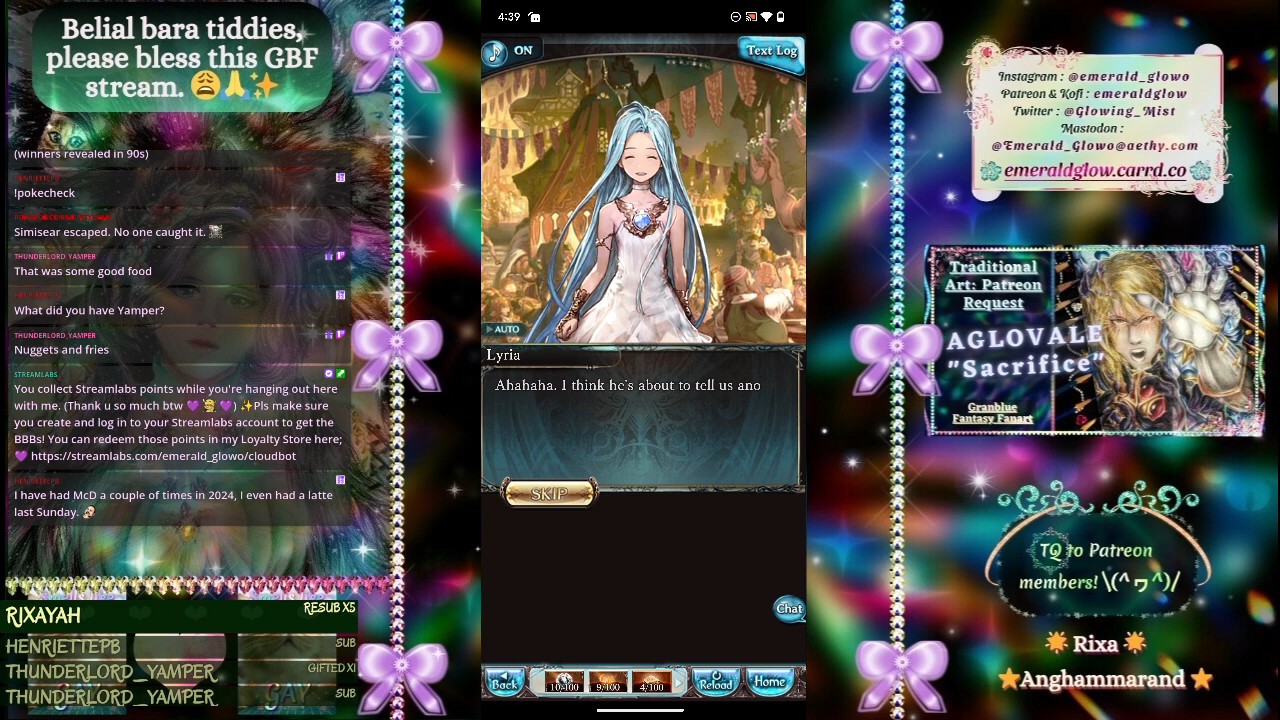 Belial bara tiddies,
please bless this GBF
stream. 😩🙏✨
(winners revealed in 90s)
HENRIETTEPB
!pokecheck
Simisear escaped. No one caught it.
THUNDERLORD_YAMPER
That was some good food
HENRIETTEPB
What did you have Yamper?
THUNDERLORD_YAMPER
Nuggets and fries
STREAMLABS
You collect Streamlabs points while you're hanging out here
with me. (Thank u so much btw 💜 💜) ✨Pls make sure
you create and log in to your Streamlabs account to get the
BBBs! You can redeem those points in my Loyalty Store here;
💜 https://streamlabs.com/emerald_glowo/cloudbot
HENRIETTEPB
I have had McD a couple of times in 2024, I even had a latte
last Sunday.
RIXAYAH
RESUB X5
HENRIETTEPB
SUB
THUNDERLORD_YAMPER
GIFTED X1
THUNDERLORD_YAMPER
SUB
4:39
ON
Text Log
AUTO
Lyria
Ahahaha. I think he's about to tell us ano
SKIP
Chat
Back
10/100
9/100
4/100
Reload
Home
Instagram : @emerald_glowo
Patreon & Kofi : emeraldglow
Twitter : @Glowing_Mist
Mastodon :
@Emerald_Glowo@aethy.com
emeraldglow.carrd.co
Traditional
Art: Patreon
Request
AGLOVALE
"Sacrifice"
Granblue
Fantasy Fanart
TQ to Patreon
members! \(^ヮ^)/
Rixa
Anghammarand